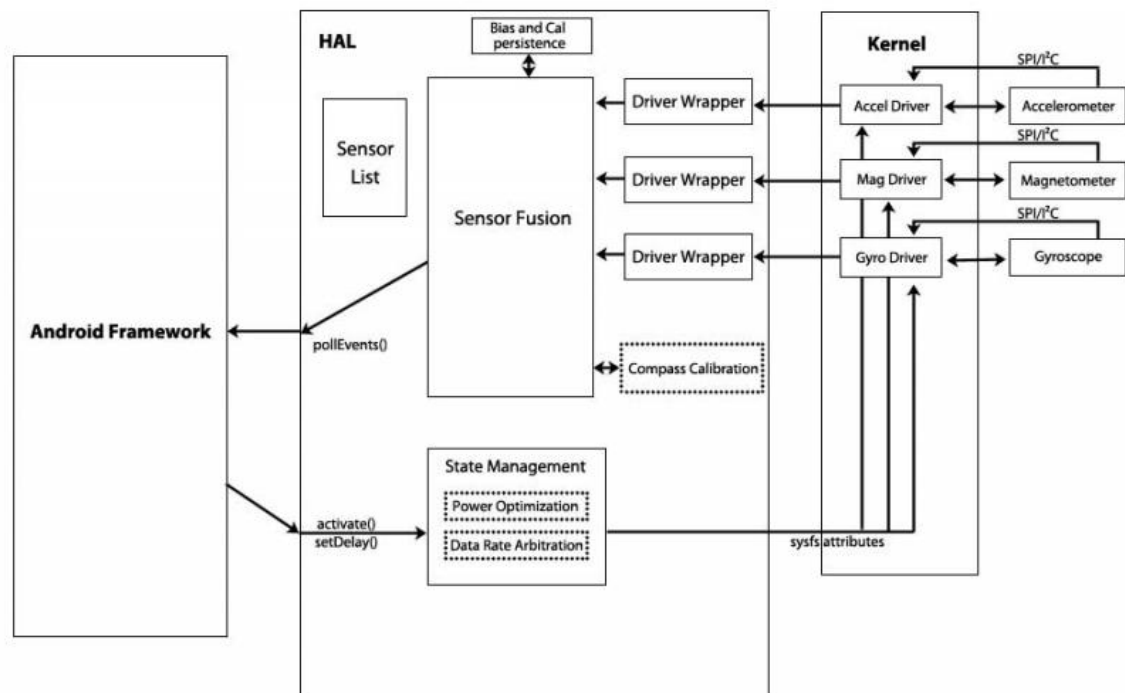 HAL
Bias and Cal
persistence
Kernel
SPI/I²C
Driver Wrapper
Accel Driver
Accelerometer
Sensor
List
SPI/I²C
Driver Wrapper
Mag Driver
Magnetometer
Sensor Fusion
SPI/I²C
Driver Wrapper
Gyro Driver
Gyroscope
Android Framework
pollEvents()
Compass Calibration
State Management
Power Optimization
activate()
setDelay()
Data Rate Arbitration
sysfs attributes